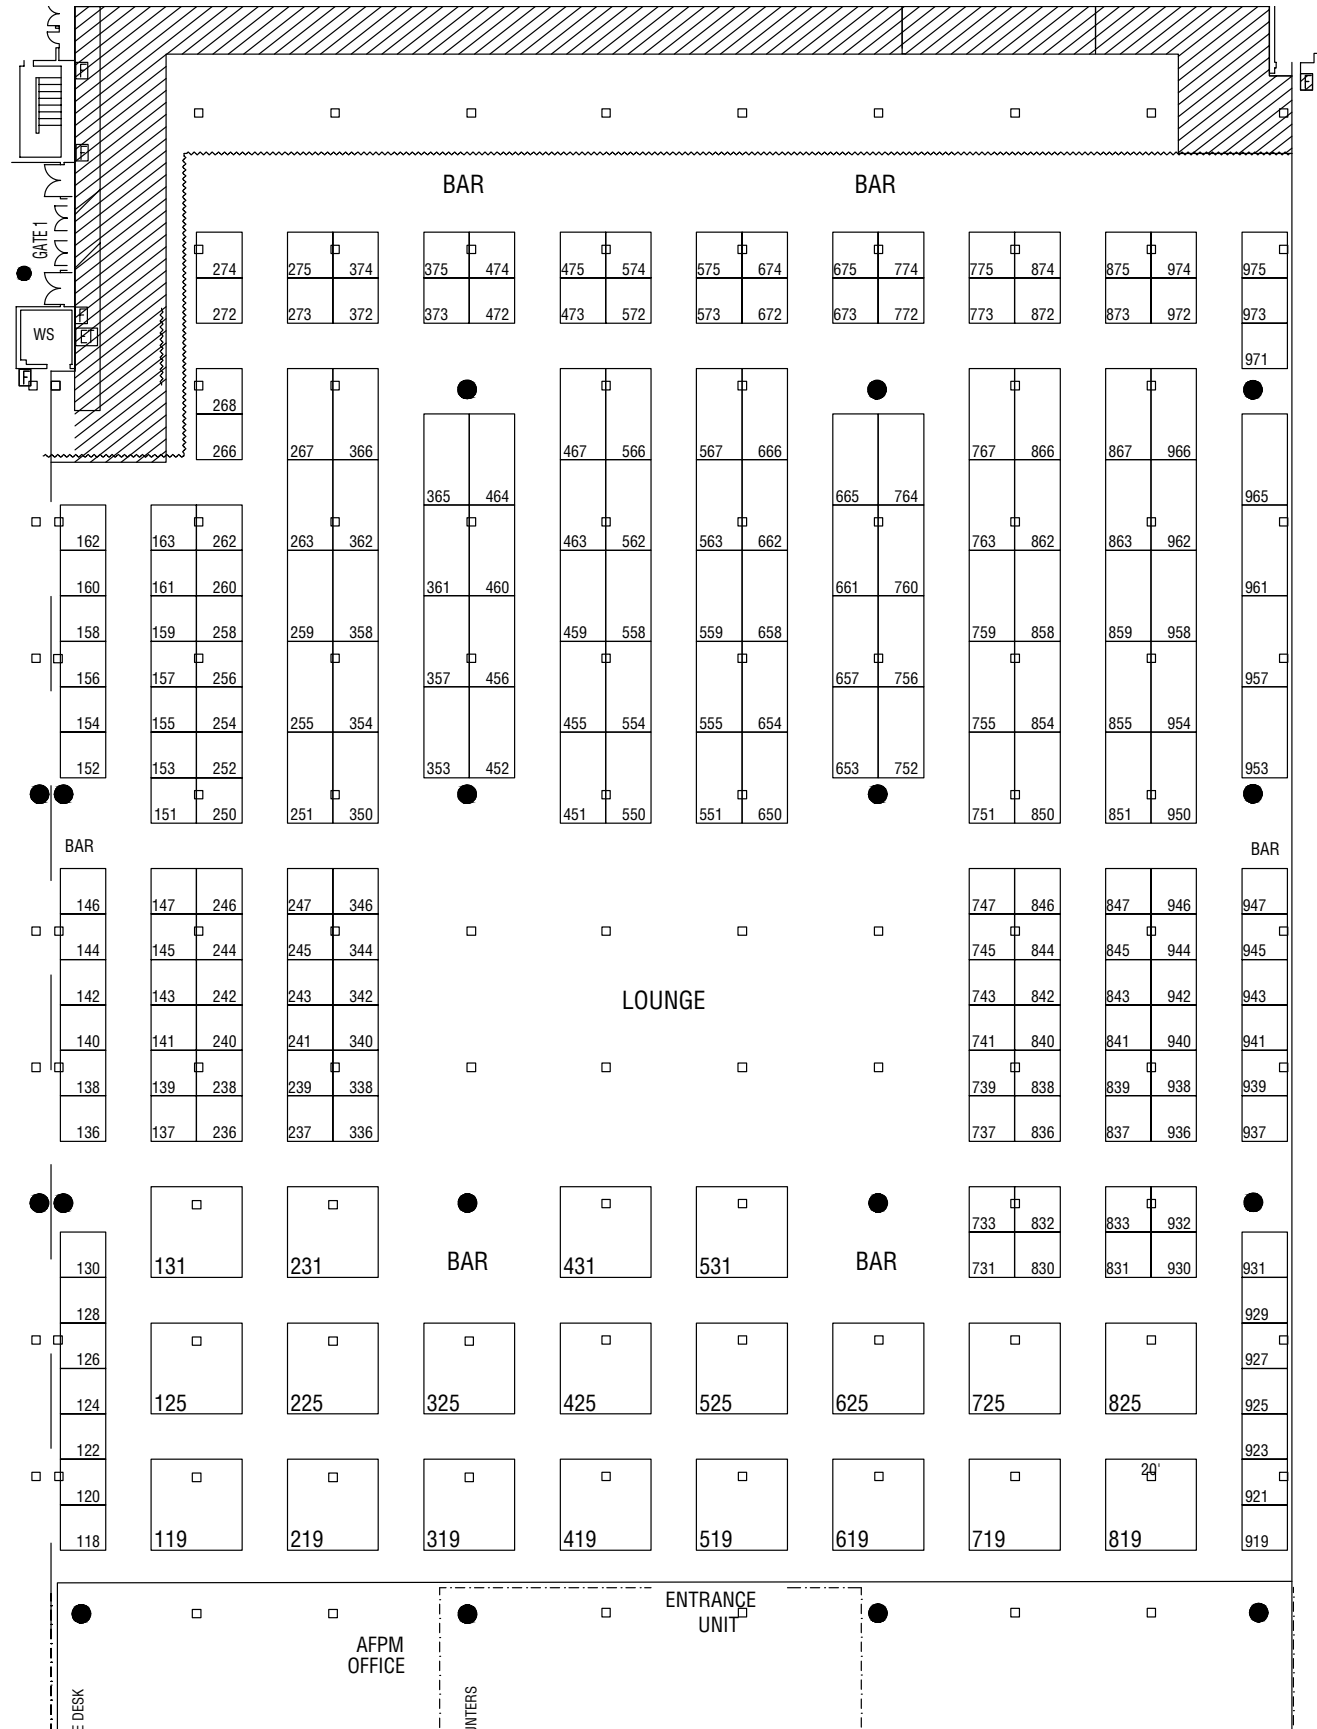 BAR BAR
GATE 1
274 275 374 375 474 475 574 575 674 675 774 775 874 875 974 975
272 273 372 373 472 473 572 573 672 673 772 773 872 873 972 973
WS
971
268
266 267 366 467 566 567 666 767 866 867 966
365 464 665 764 965
162 163 262 263 362 463 562 563 662 763 862 863 962
160 161 260 361 460 661 760 961
158 159 258 259 358 459 558 559 658 759 858 859 958
156 157 256 357 456 657 756 957
154 155 254 255 354 455 554 555 654 755 854 855 954
152 153 252 353 452 653 752 953
151 250 251 350 451 550 551 650 751 850 851 950
BAR BAR
146 147 246 247 346 747 846 847 946 947
144 145 244 245 344 745 844 845 944 945
142 143 242 243 342 743 842 843 942 943
LOUNGE
140 141 240 241 340 741 840 841 940 941
138 139 238 239 338 739 838 839 938 939
136 137 236 237 336 737 836 837 936 937
733 832 833 932
130 131 231 BAR 431 531 BAR 731 830 831 930 931
128 929
126 927
124 125 225 325 425 525 625 725 825 925
122 923
20'
120 921
118 119 219 319 419 519 619 719 819 919
ENTRANCE
UNIT
AFPM
OFFICE
E DESK
UNTERS